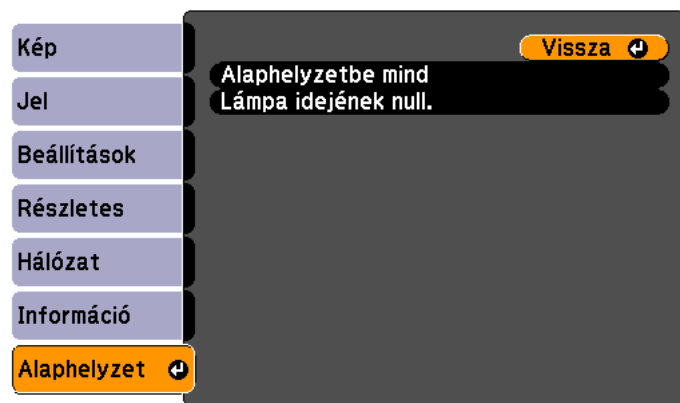 Kép
Jel
Beállítások
Részletes
Hálózat
Információ
Alaphelyzet
Vissza
Alaphelyzetbe mind
Lámpa idejének null.